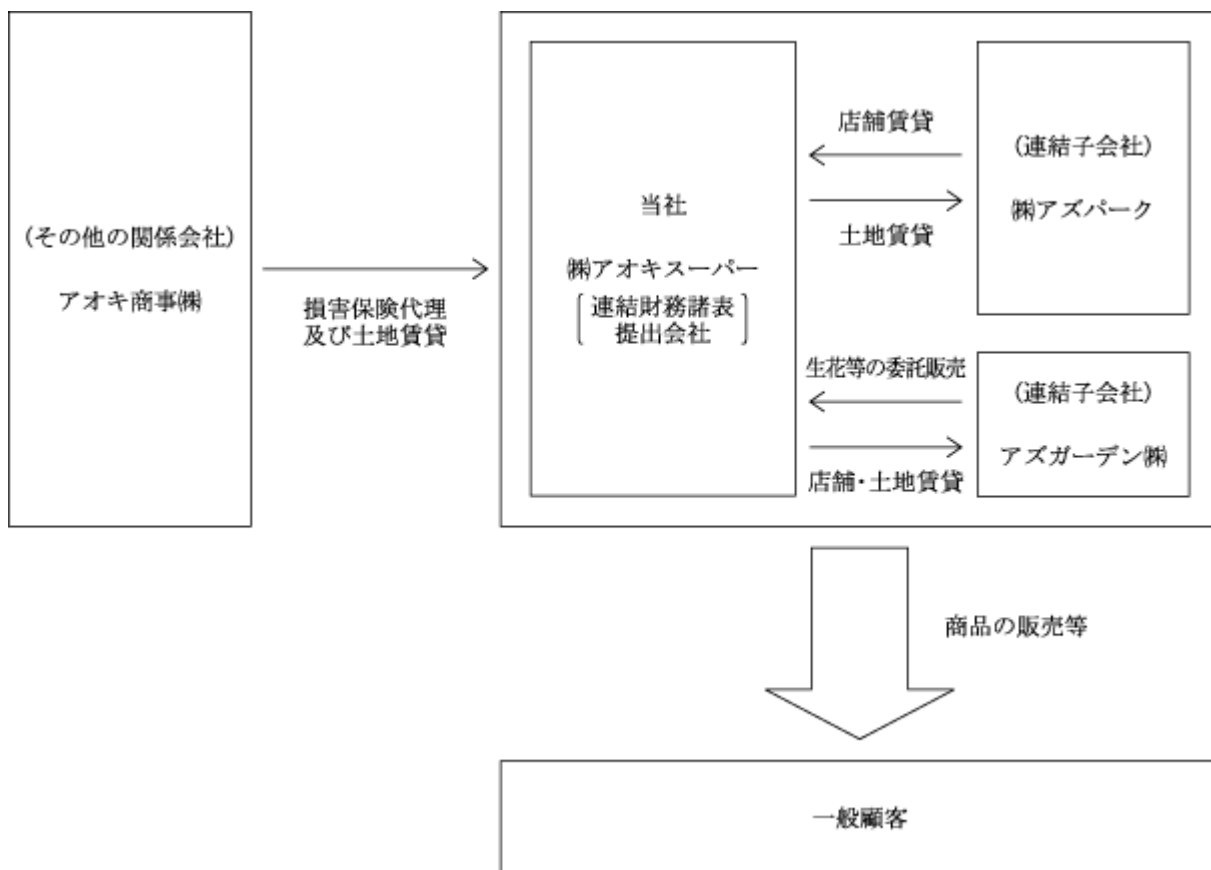 (その他の関係会社)
アオキ商事㈱
損害保険代理
及び土地賃貸
当社
㈱アオキスーパー
連結財務諸表
提出会社
店舗賃貸
土地賃貸
(連結子会社)
㈱アズパーク
生花等の委託販売
店舗・土地賃貸
(連結子会社)
アズガーデン㈱
商品の販売等
一般顧客